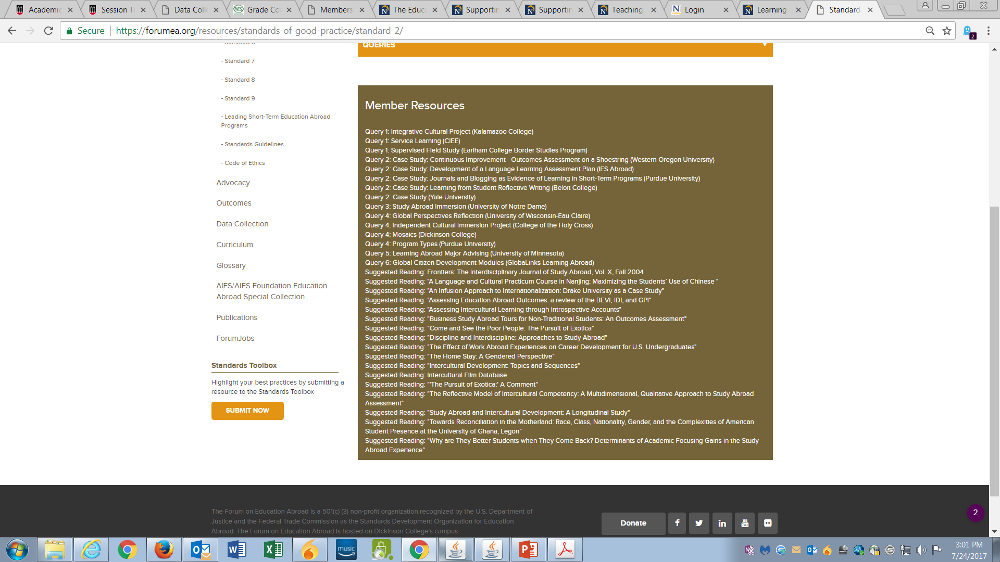 Academic
Session T
Data Coll
Grade Co
Members
The Educa
Supportin
Supportin
Teaching,
Login
Learning
Standard
Secure
https://forumea.org/resources/standards-of-good-practice/standard-2/
2
QUERIES
- Standard 7
- Standard 8
- Standard 9
- Leading Short-Term Education Abroad
Programs
- Standards Guidelines
- Code of Ethics
Advocacy
Outcomes
Data Collection
Curriculum
Glossary
AIFS/AIFS Foundation Education
Abroad Special Collection
Publications
ForumJobs
Standards Toolbox
Highlight your best practices by submitting a
resource to the Standards Toolbox
SUBMIT NOW
Member Resources
Query 1: Integrative Cultural Project (Kalamazoo College)
Query 1: Service Learning (CIEE)
Query 1: Supervised Field Study (Earlham College Border Studies Program)
Query 2: Case Study: Continuous Improvement - Outcomes Assessment on a Shoestring (Western Oregon University)
Query 2: Case Study: Development of a Language Learning Assessment Plan (IES Abroad)
Query 2: Case Study: Journals and Blogging as Evidence of Learning in Short-Term Programs (Purdue University)
Query 2: Case Study: Learning from Student Reflective Writing (Beloit College)
Query 2: Case Study (Yale University)
Query 3: Study Abroad Immersion (University of Notre Dame)
Query 4: Global Perspectives Reflection (University of Wisconsin-Eau Claire)
Query 4: Independent Cultural Immersion Project (College of the Holy Cross)
Query 4: Mosaics (Dickinson College)
Query 4: Program Types (Purdue University)
Query 5: Learning Abroad Major Advising (University of Minnesota)
Query 6: Global Citizen Development Modules (GlobaLinks Learning Abroad)
Suggested Reading: Frontiers: The Interdisciplinary Journal of Study Abroad, Vol. X, Fall 2004
Suggested Reading: "A Language and Cultural Practicum Course in Nanjing: Maximizing the Students' Use of Chinese "
Suggested Reading: "An Infusion Approach to Internationalization: Drake University as a Case Study"
Suggested Reading: "Assessing Education Abroad Outcomes: a review of the BEVI, IDI, and GPI"
Suggested Reading: "Assessing Intercultural Learning through Introspective Accounts"
Suggested Reading: "Business Study Abroad Tours for Non-Traditional Students: An Outcomes Assessment"
Suggested Reading: "Come and See the Poor People: The Pursuit of Exotica"
Suggested Reading: "Discipline and Interdiscipline: Approaches to Study Abroad"
Suggested Reading: "The Effect of Work Abroad Experiences on Career Development for U.S. Undergraduates"
Suggested Reading: "The Home Stay: A Gendered Perspective"
Suggested Reading: "Intercultural Development: Topics and Sequences"
Suggested Reading: Intercultural Film Database
Suggested Reading: "'The Pursuit of Exotica:' A Comment"
Suggested Reading: "The Reflective Model of Intercultural Competency: A Multidimensional, Qualitative Approach to Study Abroad
Assessment"
Suggested Reading: "Study Abroad and Intercultural Development: A Longitudinal Study"
Suggested Reading: "Towards Reconciliation in the Motherland: Race, Class, Nationality, Gender, and the Complexities of American
Student Presence at the University of Ghana, Legon"
Suggested Reading: "Why are They Better Students when They Come Back? Determinants of Academic Focusing Gains in the Study
Abroad Experience"
The Forum on Education Abroad is a 501(c) (3) non-profit organization recognized by the U.S. Department of
Justice and the Federal Trade Commission as the Standards Development Organization for Education
Abroad. The Forum on Education Abroad is hosted on Dickinson College's campus.
Donate
2
music
3:01 PM
7/24/2017